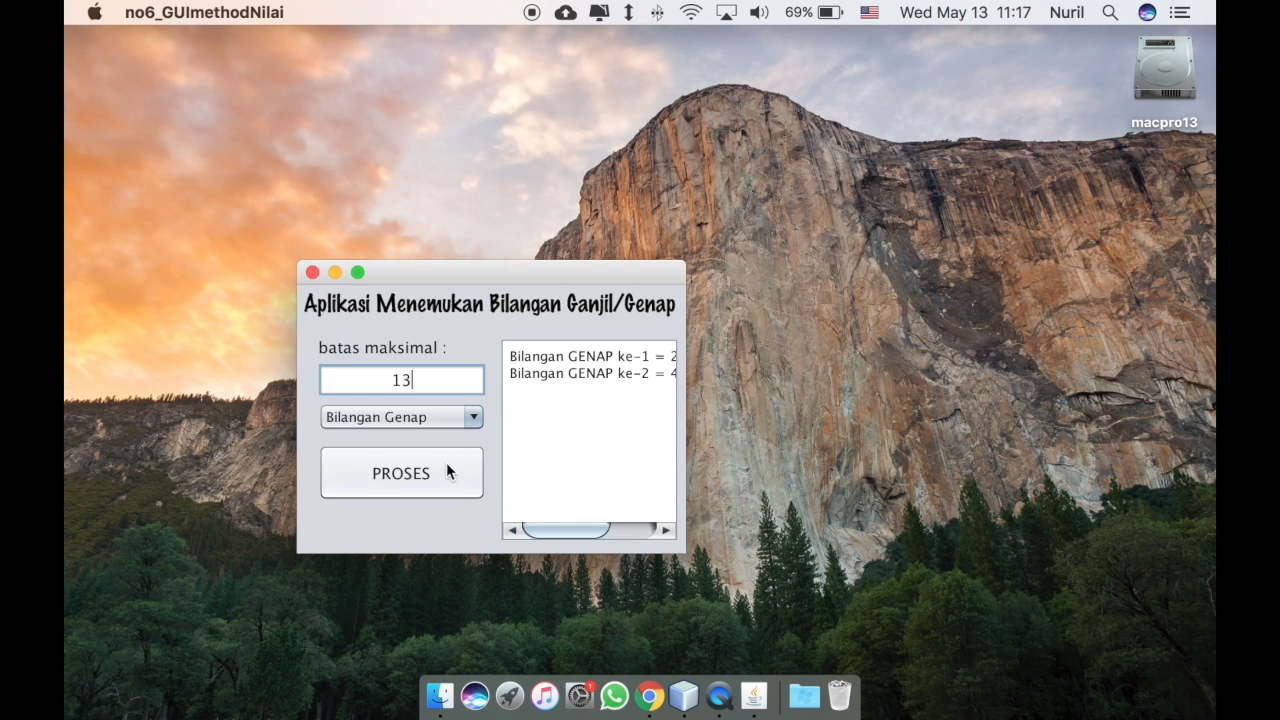 no6_GUImethodNilai 69% Wed May 13 11:17 Nuril
macpro13
Aplikasi Menemukan Bilangan Ganjil/Genap
batas maksimal :
13
Bilangan Genap
PROSES
Bilangan GENAP ke-1 = 2
Bilangan GENAP ke-2 = 4
1